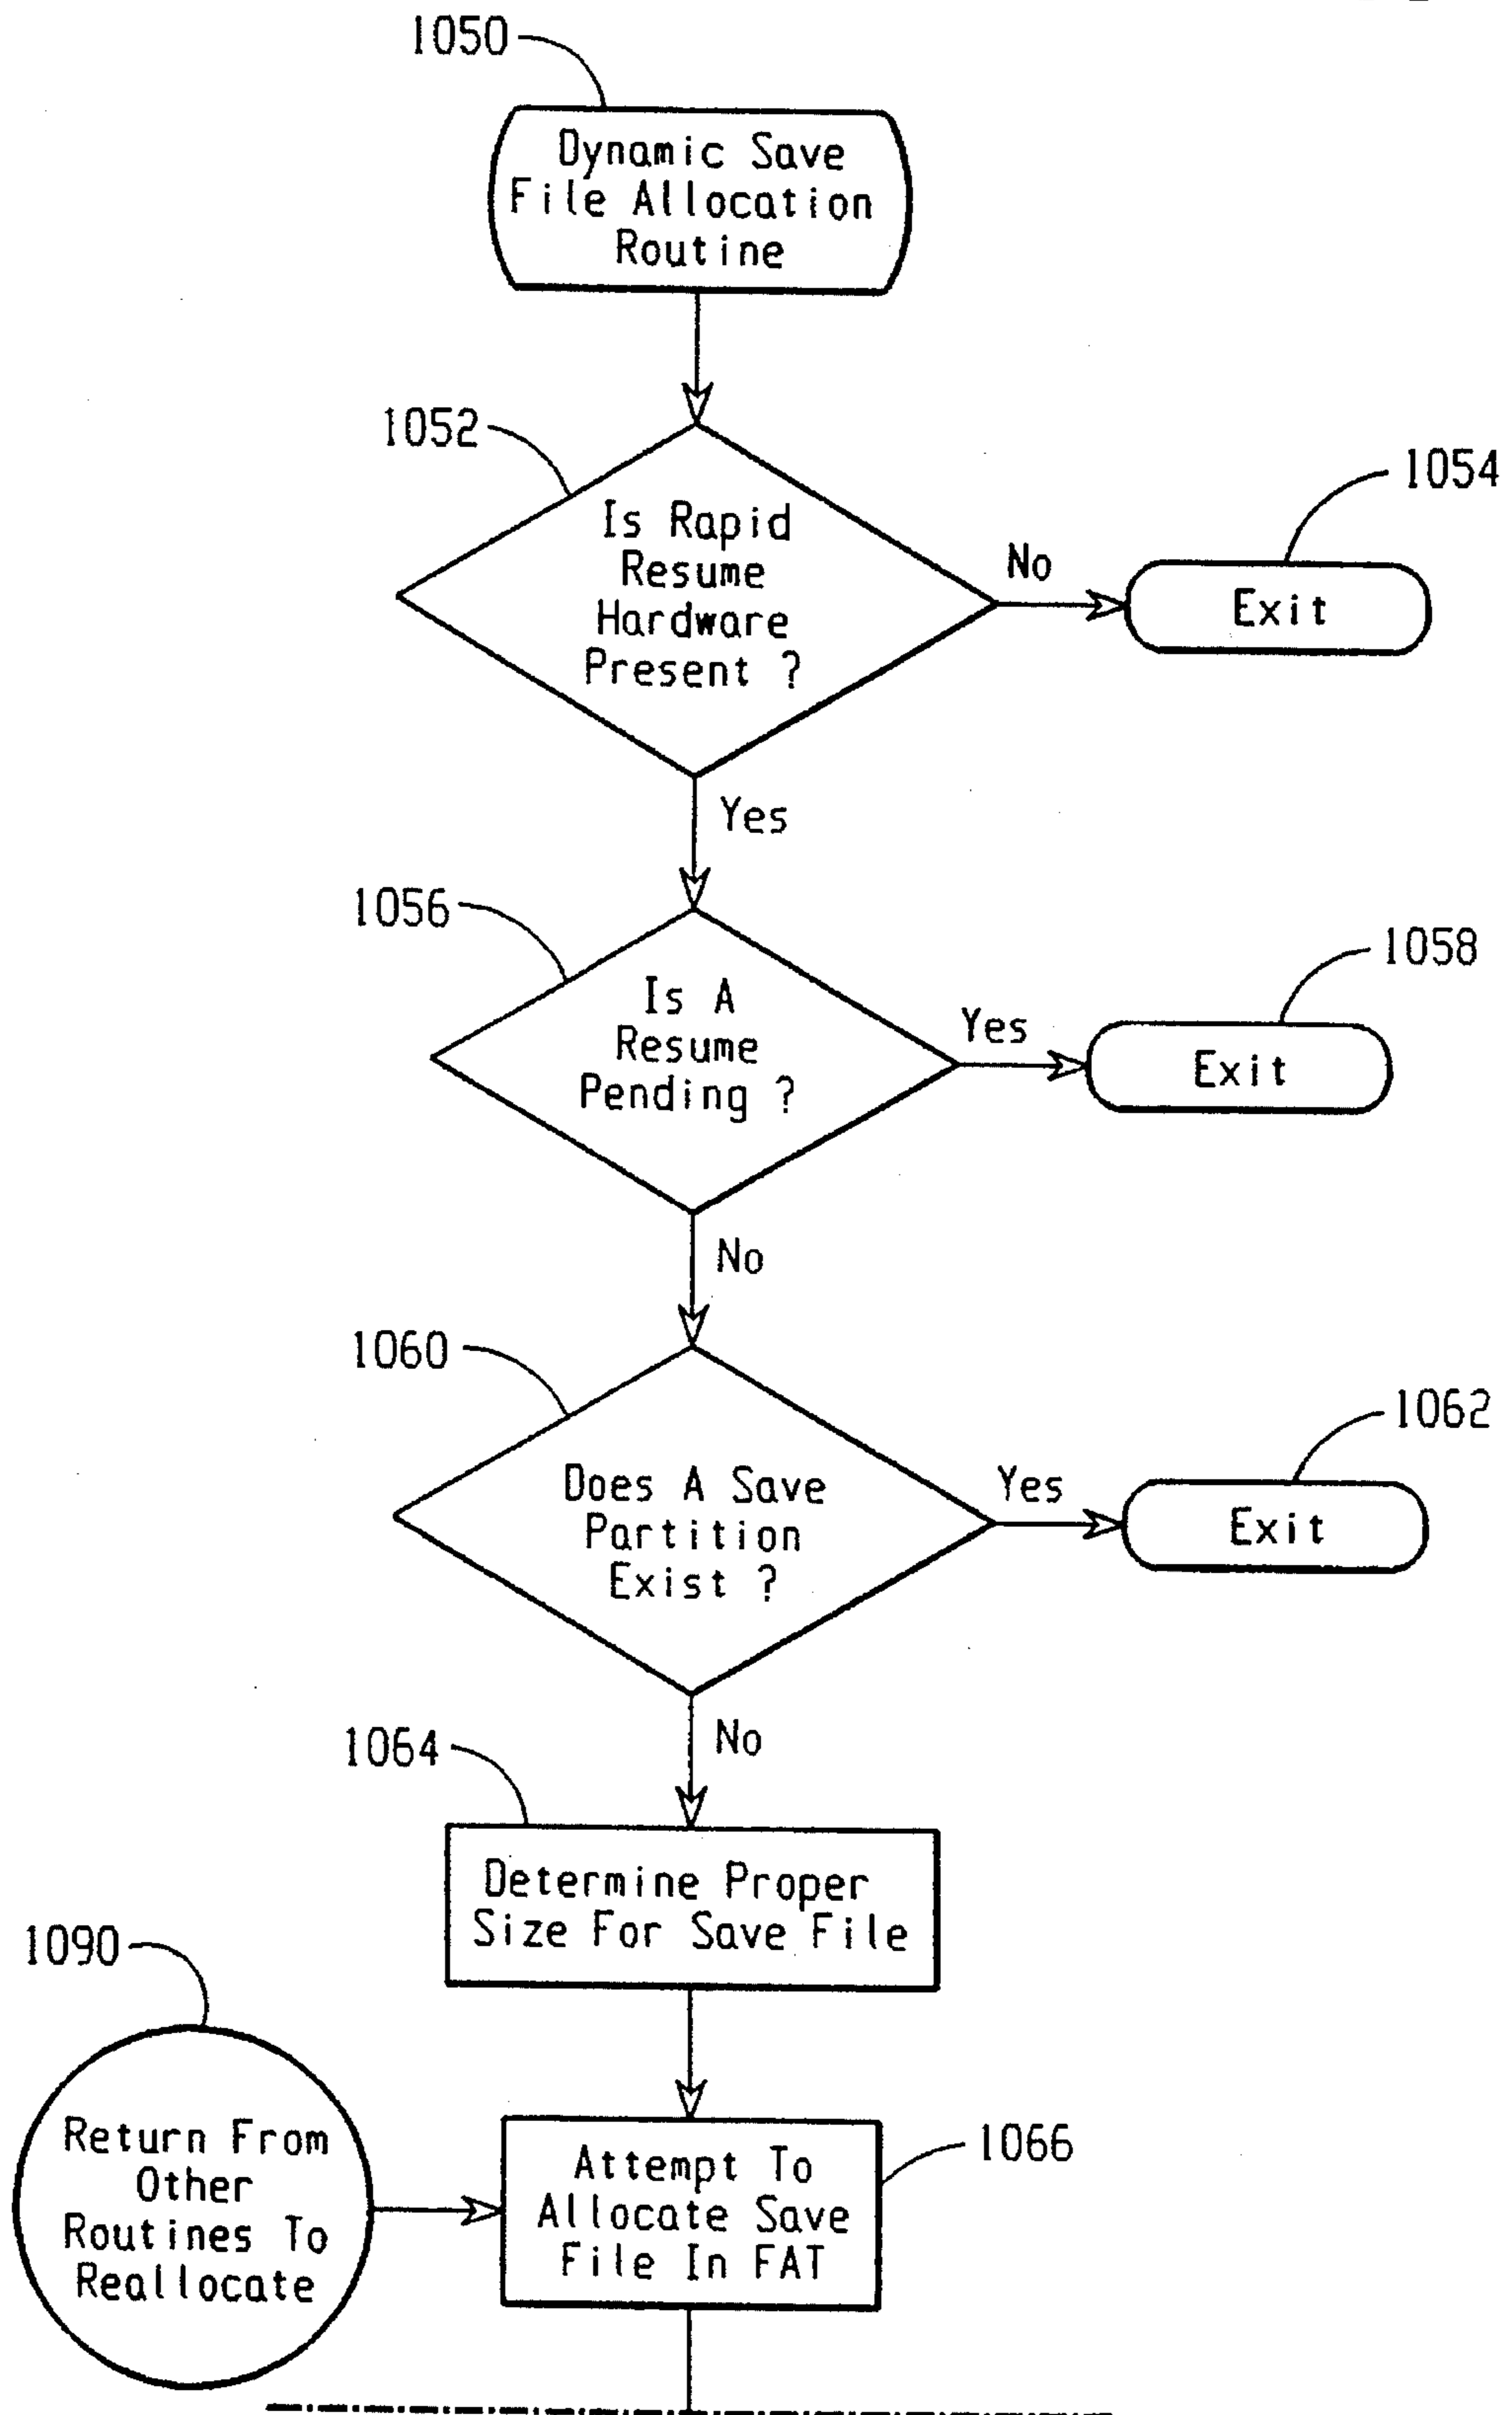 1050
Dynamic Save
File Allocation
Routine
1052
Is Rapid
Resume
Hardware
Present ?
No
1054
Exit
Yes
1056
Is A
Resume
Pending ?
Yes
1058
Exit
No
1060
Does A Save
Partition
Exist ?
Yes
1062
Exit
No
1064
Determine Proper
Size For Save File
1090
Return From
Other
Routines To
Reallocate
1066
Attempt To
Allocate Save
File In FAT